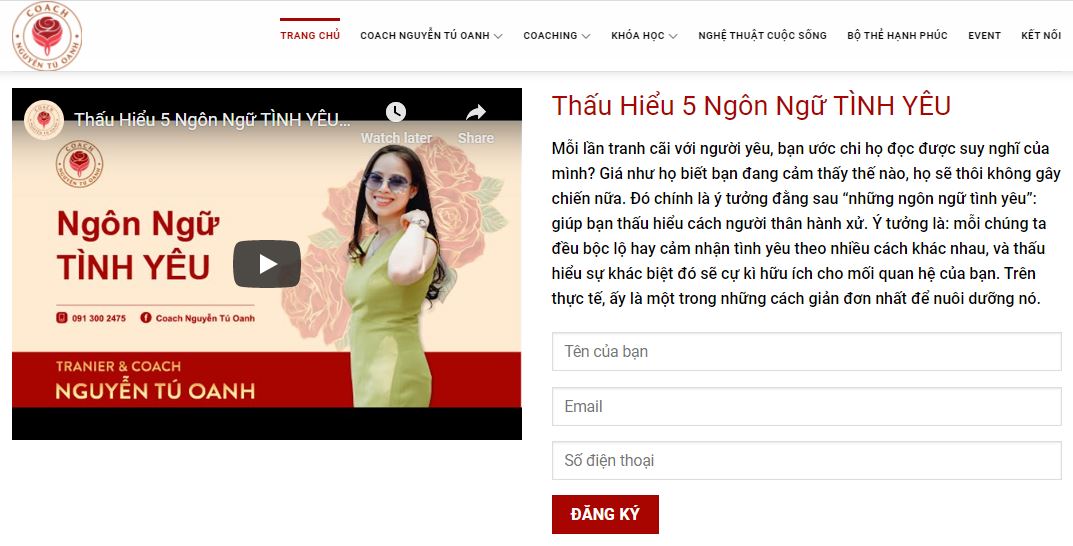 COACH
NGUYỄN TÚ OANH
TRANG CHỦ
COACH NGUYỄN TÚ OANH
COACHING
KHÓA HỌC
NGHỆ THUẬT CUỘC SỐNG
BỘ THẺ HẠNH PHÚC
EVENT
KẾT NỐI
Thấu Hiểu 5 Ngôn Ngữ TÌNH YÊU...
Watch later
Share
COACH
NGUYỄN TÚ OANH
Ngôn Ngữ
TÌNH YÊU
091 300 2475
Coach Nguyễn Tú Oanh
TRANIER & COACH
NGUYỄN TÚ OANH
Thấu Hiểu 5 Ngôn Ngữ TÌNH YÊU
Mỗi lần tranh cãi với người yêu, bạn ước chi họ đọc được suy nghĩ của
mình? Giá như họ biết bạn đang cảm thấy thế nào, họ sẽ thôi không gây
chiến nữa. Đó chính là ý tưởng đằng sau “những ngôn ngữ tình yêu”:
giúp bạn thấu hiểu cách người thân hành xử. Ý tưởng là: mỗi chúng ta
đều bộc lộ hay cảm nhận tình yêu theo nhiều cách khác nhau, và thấu
hiểu sự khác biệt đó sẽ cự kì hữu ích cho mối quan hệ của bạn. Trên
thực tế, ấy là một trong những cách giản đơn nhất để nuôi dưỡng nó.
Tên của bạn
Email
Số điện thoại
ĐĂNG KÝ